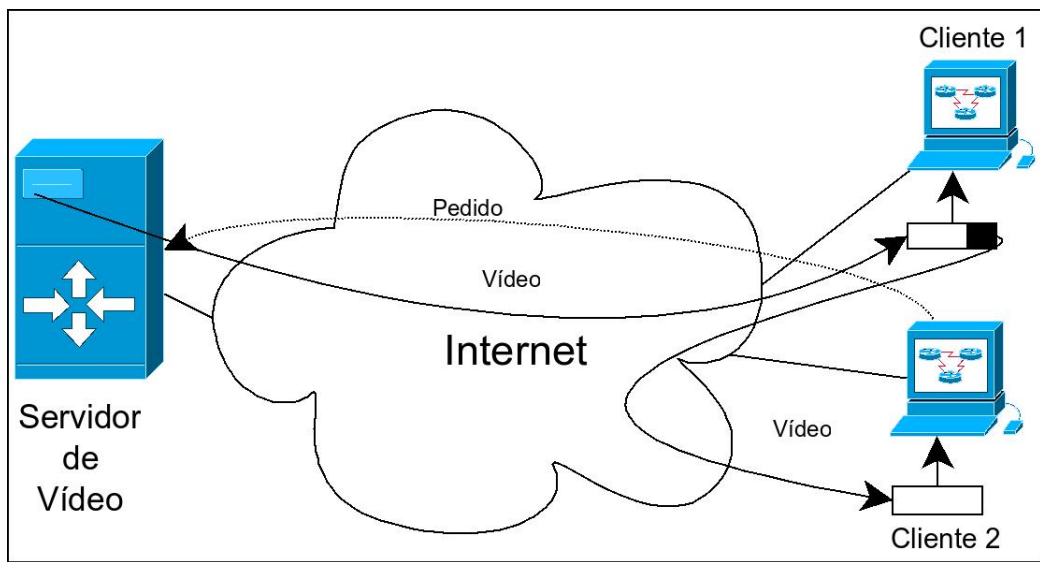 Cliente 1
Pedido
Vídeo
Internet
Servidor
de
Vídeo
Vídeo
Cliente 2